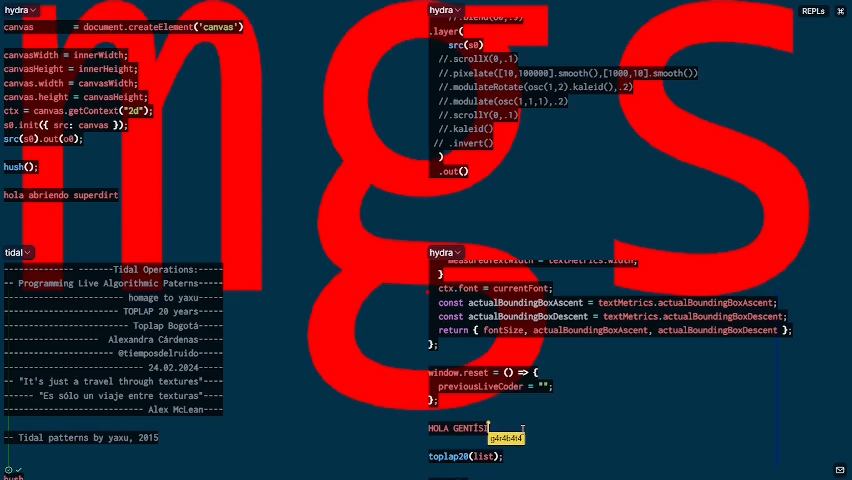 hydra
canvas = document.createElement('canvas')
canvasWidth = innerWidth;
canvasHeight = innerHeight;
canvas.width = canvasWidth;
canvas.height = canvasHeight;
ctx = canvas.getContext("2d");
s0.init({ src: canvas });
src(s0).out(o0);
hush();
hola abriendo superdirt
hydra
REPLs
.layer(
src(s0)
//.scrollX(0,.1)
//.pixelate([10,100000].smooth(),[1000,10].smooth())
//.modulateRotate(osc(1,2).kaleid(),.2)
//.modulate(osc(1,1,1),.2)
//.scrollY(0,.1)
//.kaleid()
// .invert()
)
.out()
ngs
tidal
---------- --------Tidal Operations:-----
-- Programming Live Algorithmic Paterns----
------------------------ homage to yaxu-----
----------------------- TOPLAP 20 years-----
------------------------- Toplap Bogotá-----
-------------------- Alexandra Cárdenas-----
---------------------- @tiemposdelruido-----
---------------------------- 24.02.2024-----
-- "It's just a travel through textures"----
------ "Es sólo un viaje entre texturas"----
---------------------------- Alex McLean----
-- Tidal patterns by yaxu, 2015
hush
hydra
measuredTextWidth = textMetrics.width;
}
ctx.font = currentFont;
const actualBoundingBoxAscent = textMetrics.actualBoundingBoxAscent;
const actualBoundingBoxDescent = textMetrics.actualBoundingBoxDescent;
return { fontSize, actualBoundingBoxAscent, actualBoundingBoxDescent };
};
window.reset = () => {
previousLiveCoder = "";
};
HOLA GENTÍSI
g4r4b4t4
toplap20(list);